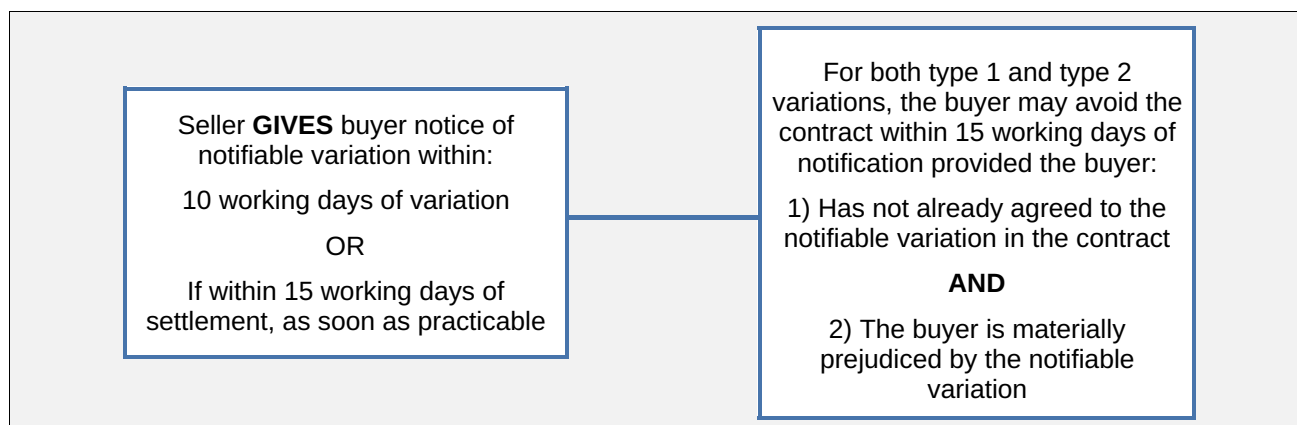 Seller GIVES buyer notice of
notifiable variation within:
10 working days of variation
OR
If within 15 working days of
settlement, as soon as practicable
For both type 1 and type 2
variations, the buyer may avoid the
contract within 15 working days of
notification provided the buyer:
1) Has not already agreed to the
notifiable variation in the contract
AND
2) The buyer is materially
prejudiced by the notifiable
variation